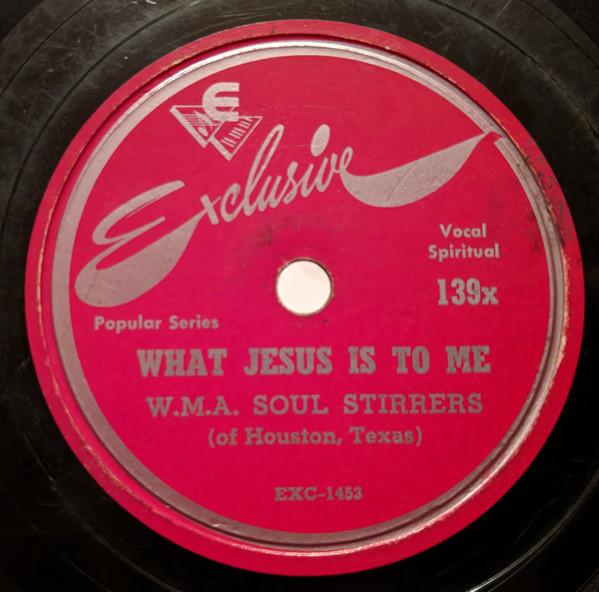 E
Exclusive
Vocal
Spiritual
139x
Popular Series
WHAT JESUS IS TO ME
W.M.A. SOUL STIRRERS
(of Houston, Texas)
EXC-1453